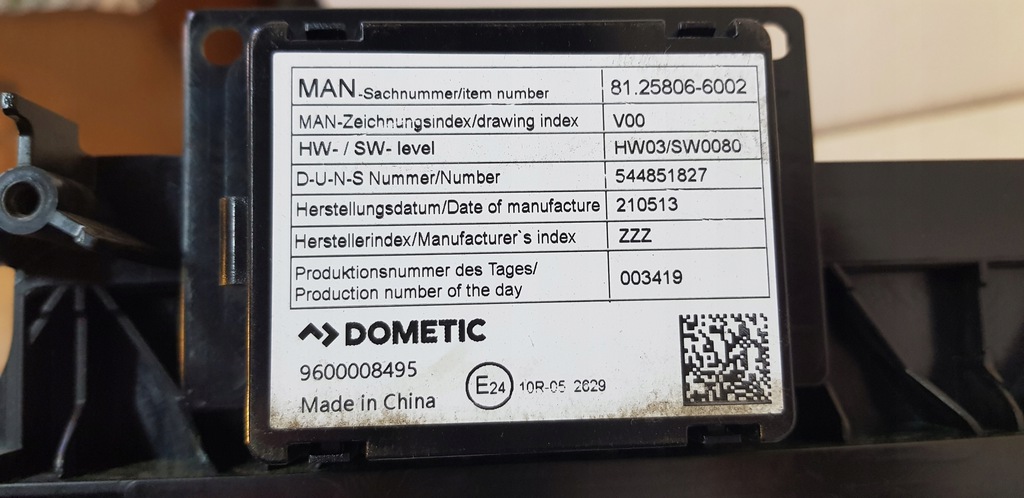 MAN-Sachnummer/item number 81.25806-6002
MAN-Zeichnungsindex/drawing index V00
HW- / SW- level HW03/SW0080
D-U-N-S Nummer/Number 544851827
Herstellungsdatum/Date of manufacture 210513
Herstellerindex/Manufacturer`s index ZZZ
Produktionsnummer des Tages/
Production number of the day 003419
DOMETIC
9600008495
E24 10R-05 2629
Made in China